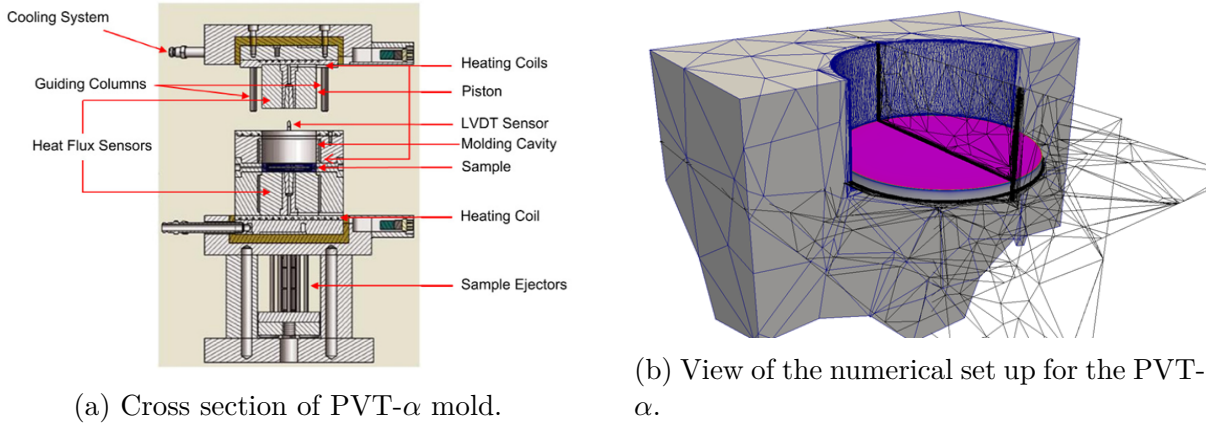 Cooling System
Heating Coils
Guiding Columns
Piston
LVDT Sensor
Heat Flux Sensors
Molding Cavity
Sample
Heating Coil
Sample Ejectors
(a) Cross section of PVT-α mold.
(b) View of the numerical set up for the PVT-
α.